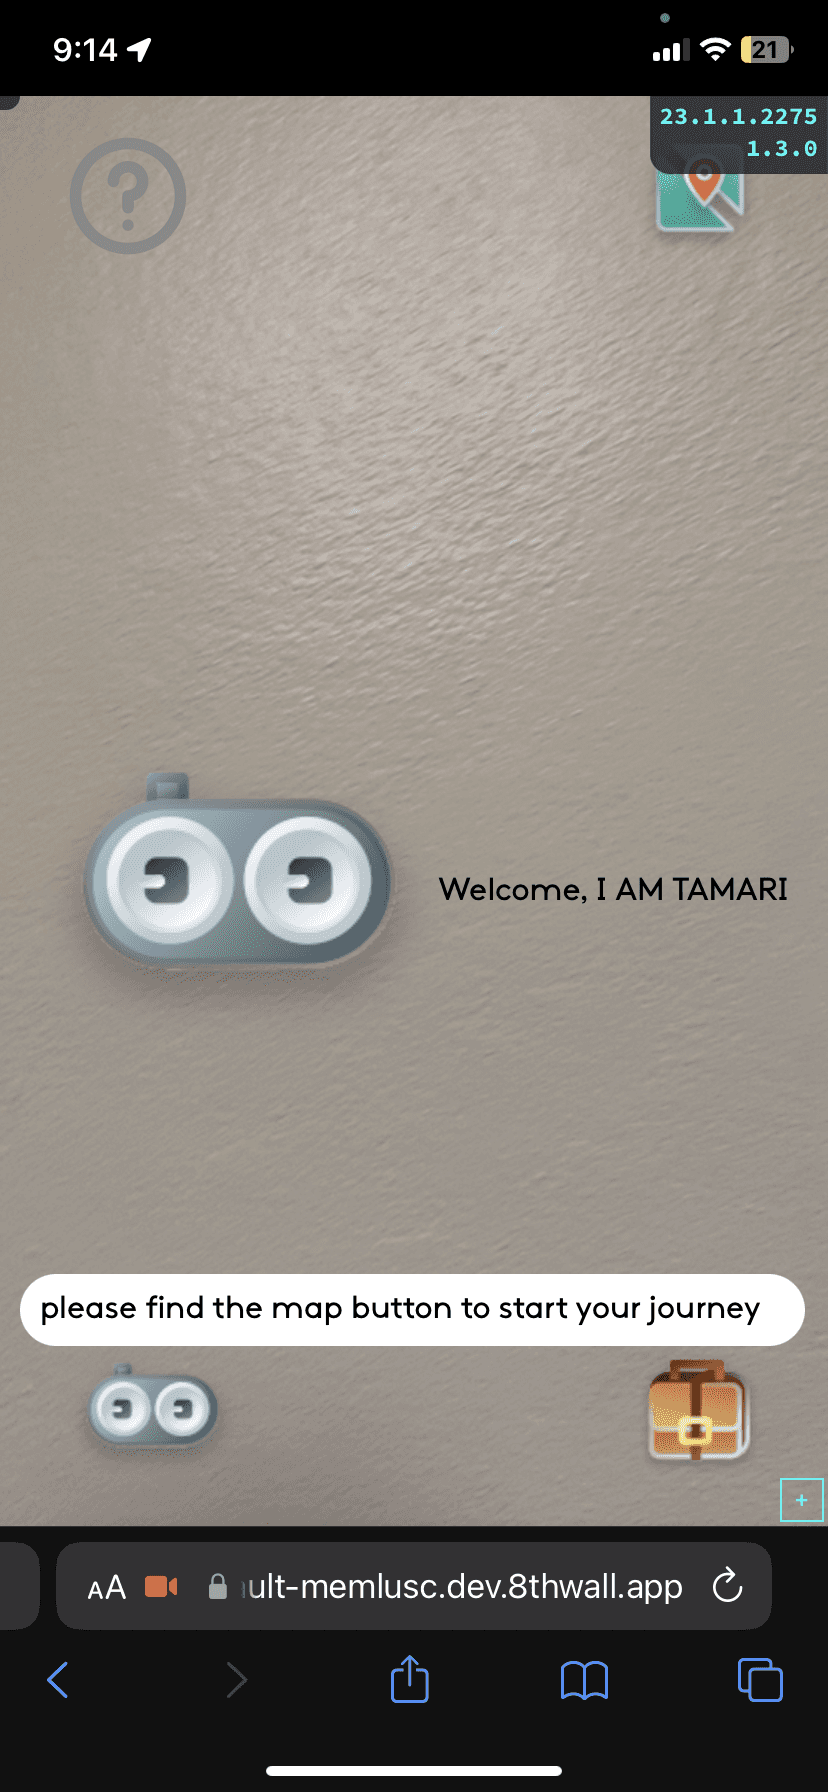 9:14
21
23.1.1.2275
1.3.0
?
Welcome, I AM TAMARI
please find the map button to start your journey
AA
ult-memlusc.dev.8thwall.app